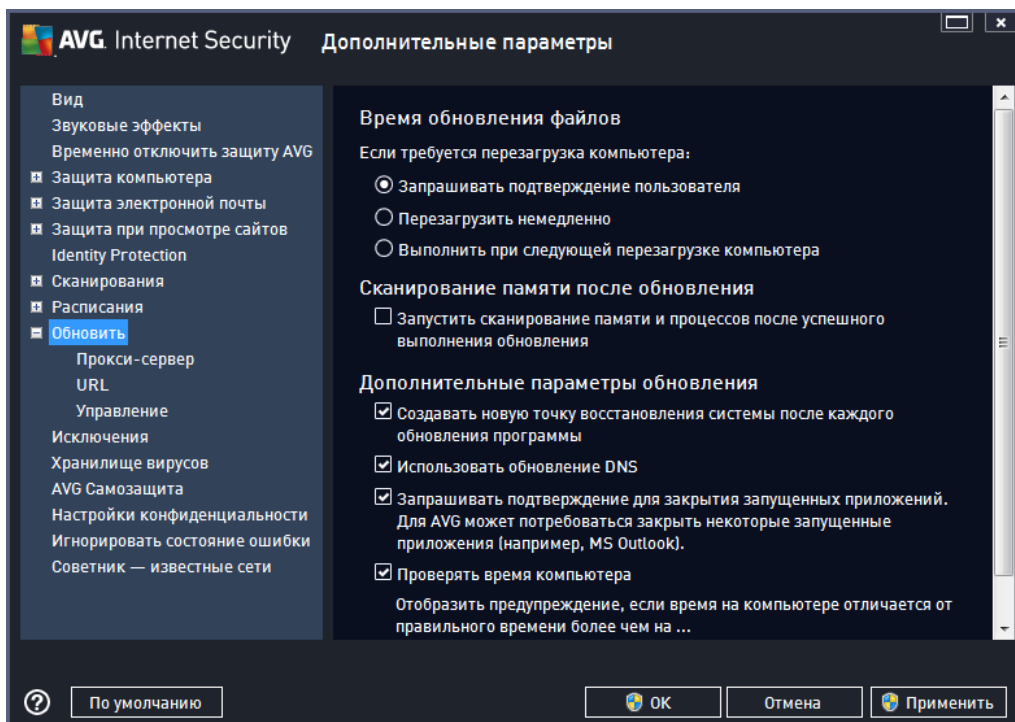 AVG. Internet Security
Дополнительные параметры
Вид
Звуковые эффекты
Временно отключить защиту AVG
Защита компьютера
Защита электронной почты
Защита при просмотре сайтов
Identity Protection
Сканирования
Расписания
Обновить
Прокси-сервер
URL
Управление
Исключения
Хранилище вирусов
AVG Самозащита
Настройки конфиденциальности
Игнорировать состояние ошибки
Советник — известные сети
Время обновления файлов
Если требуется перезагрузка компьютера:
Запрашивать подтверждение пользователя
Перезагрузить немедленно
Выполнить при следующей перезагрузке компьютера
Сканирование памяти после обновления
Запустить сканирование памяти и процессов после успешного
выполнения обновления
Дополнительные параметры обновления
Создавать новую точку восстановления системы после каждого
обновления программы
Использовать обновление DNS
Запрашивать подтверждение для закрытия запущенных приложений.
Для AVG может потребоваться закрыть некоторые запущенные
приложения (например, MS Outlook).
Проверять время компьютера
Отобразить предупреждение, если время на компьютере отличается от
правильного времени более чем на ...
По умолчанию
ОК
Отмена
Применить